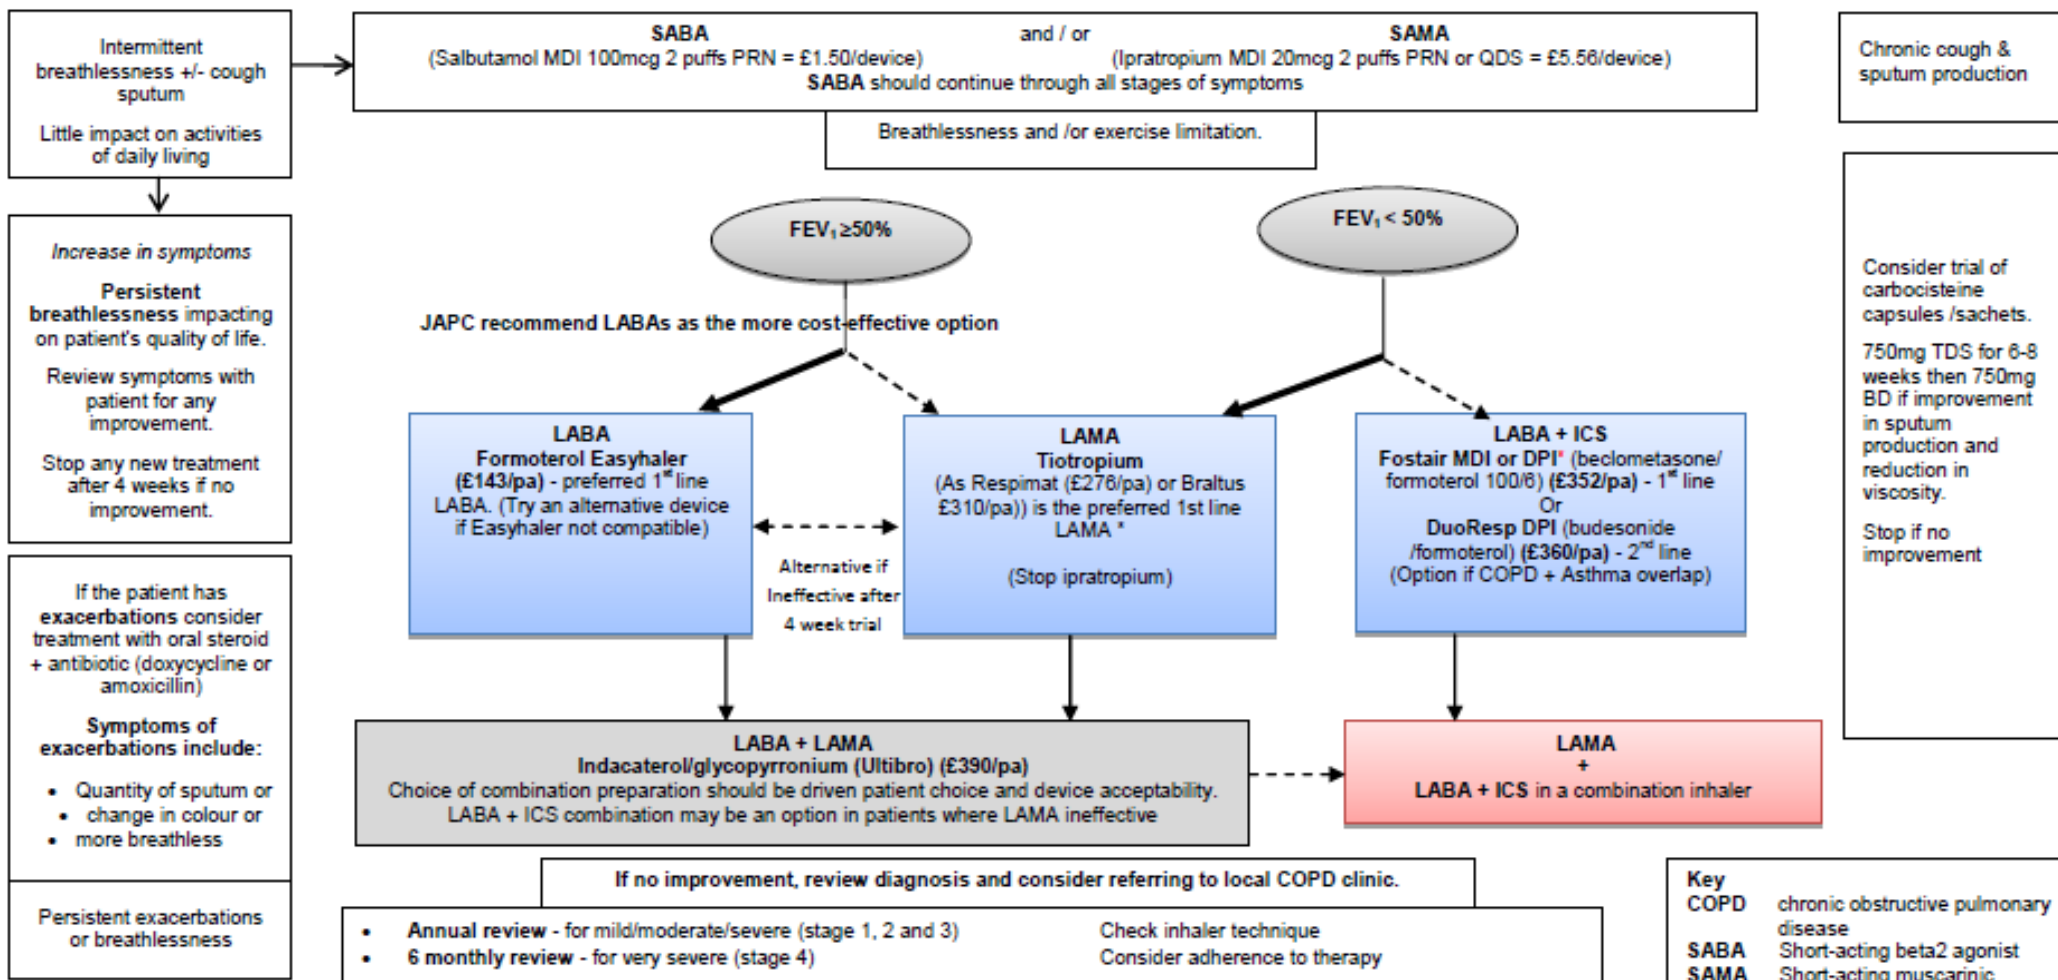 Intermittent
breathlessness +/- cough
sputum
Little impact on activities
of daily living
SABA and / or SAMA
(Salbutamol MDI 100mcg 2 puffs PRN = £1.50/device) (Ipratropium MDI 20mcg 2 puffs PRN or QDS = £5.56/device)
SABA should continue through all stages of symptoms
Breathlessness and /or exercise limitation.
Chronic cough &
sputum production
Increase in symptoms
Persistent
breathlessness impacting
on patient's quality of life.
Review symptoms with
patient for any
improvement.
Stop any new treatment
after 4 weeks if no
improvement.
FEV₁ ≥50%
FEV₁ < 50%
JAPC recommend LABAs as the more cost-effective option
LABA
Formoterol Easyhaler
(£143/pa) - preferred 1st line
LABA. (Try an alternative device
if Easyhaler not compatible)
Alternative if
Ineffective after
4 week trial
LAMA
Tiotropium
(As Respimat (£276/pa) or Braltus
£310/pa)) is the preferred 1st line
LAMA *
(Stop ipratropium)
LABA + ICS
Fostair MDI or DPI* (beclometasone/
formoterol 100/6) (£352/pa) - 1st line
Or
DuoResp DPI (budesonide
/formoterol) (£360/pa) - 2nd line
(Option if COPD + Asthma overlap)
Consider trial of
carbocisteine
capsules /sachets.
750mg TDS for 6-8
weeks then 750mg
BD if improvement
in sputum
production and
reduction in
viscosity.
Stop if no
improvement
If the patient has
exacerbations consider
treatment with oral steroid
+ antibiotic (doxycycline or
amoxicillin)
Symptoms of
exacerbations include:
• Quantity of sputum or
• change in colour or
• more breathless
Persistent exacerbations
or breathlessness
LABA + LAMA
Indacaterol/glycopyrronium (Ultibro) (£390/pa)
Choice of combination preparation should be driven patient choice and device acceptability.
LABA + ICS combination may be an option in patients where LAMA ineffective
LAMA
+
LABA + ICS in a combination inhaler
If no improvement, review diagnosis and consider referring to local COPD clinic.
• Annual review - for mild/moderate/severe (stage 1, 2 and 3) Check inhaler technique
• 6 monthly review - for very severe (stage 4) Consider adherence to therapy
Key
COPD chronic obstructive pulmonary
disease
SABA Short-acting beta2 agonist
SAMA Short-acting muscarinic